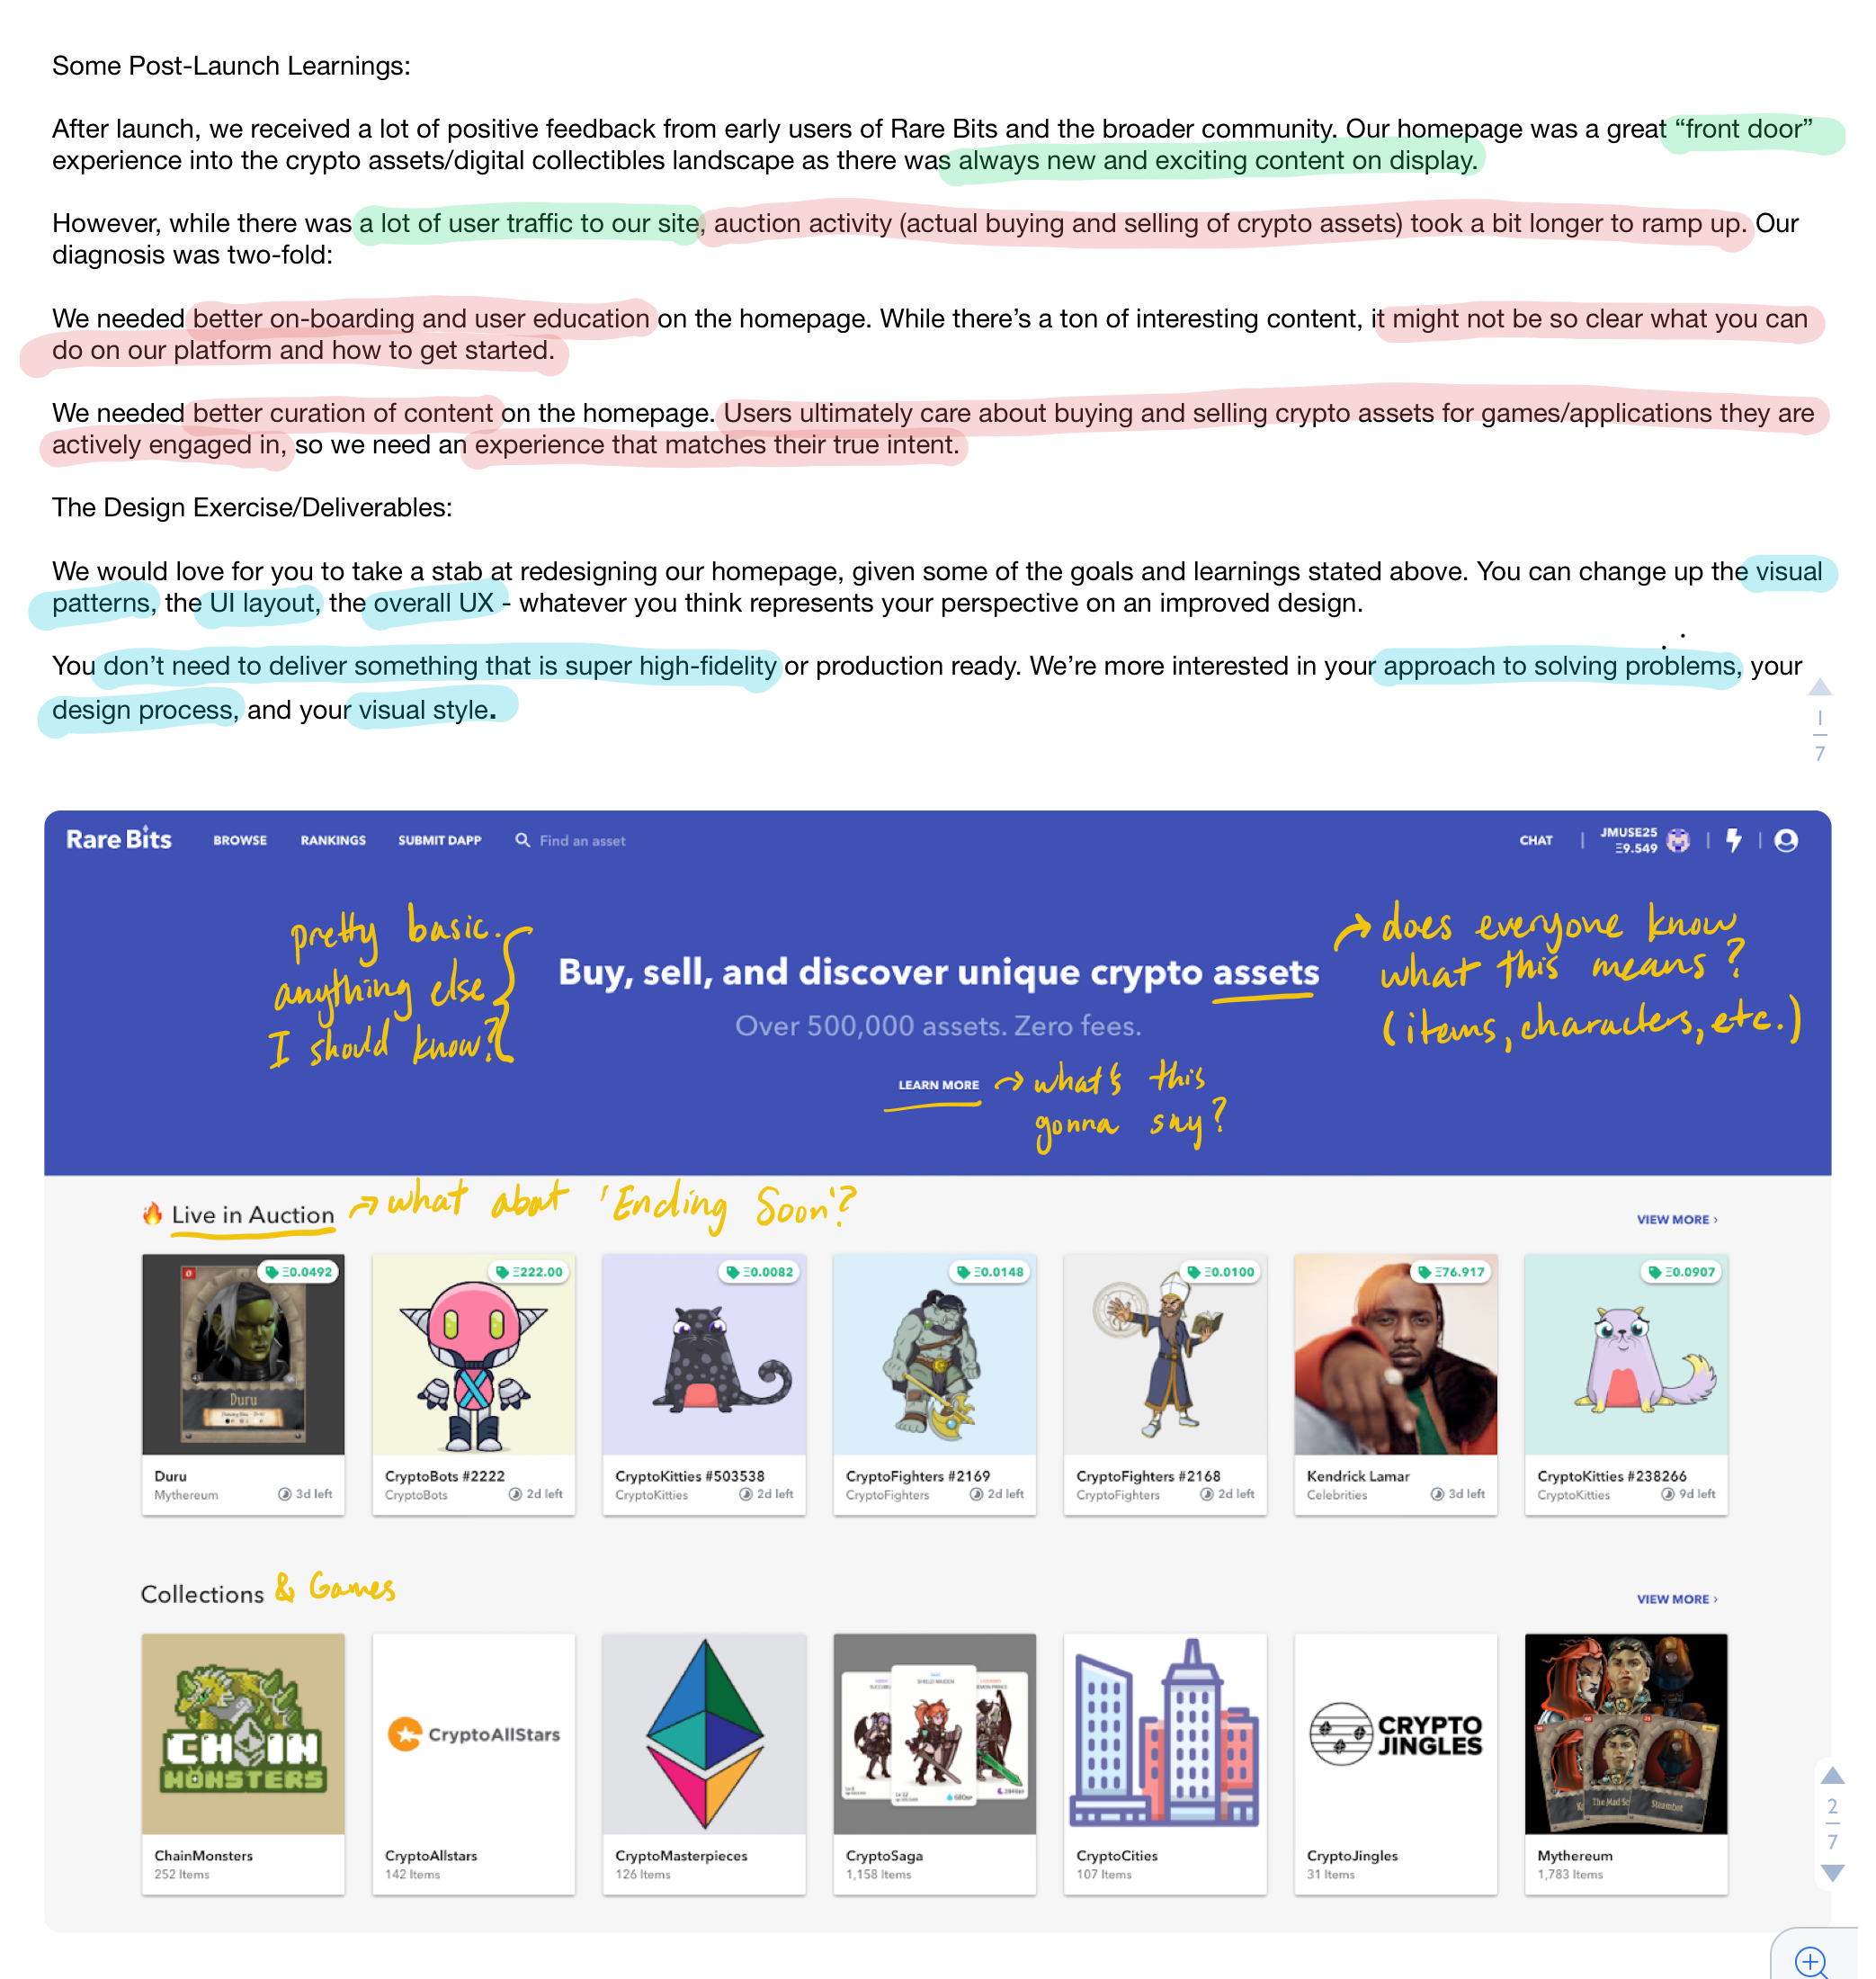 Some Post-Launch Learnings:
After launch, we received a lot of positive feedback from early users of Rare Bits and the broader community. Our homepage was a great “front door”
experience into the crypto assets/digital collectibles landscape as there was always new and exciting content on display.
However, while there was a lot of user traffic to our site, auction activity (actual buying and selling of crypto assets) took a bit longer to ramp up. Our
diagnosis was two-fold:
We needed better on-boarding and user education on the homepage. While there’s a ton of interesting content, it might not be so clear what you can
do on our platform and how to get started.
We needed better curation of content on the homepage. Users ultimately care about buying and selling crypto assets for games/applications they are
actively engaged in, so we need an experience that matches their true intent.
The Design Exercise/Deliverables:
We would love for you to take a stab at redesigning our homepage, given some of the goals and learnings stated above. You can change up the visual
patterns, the UI layout, the overall UX - whatever you think represents your perspective on an improved design.
You don’t need to deliver something that is super high-fidelity or production ready. We’re more interested in your approach to solving problems, your
design process, and your visual style.
1
7
Rare Bits BROWSE RANKINGS SUBMIT DAPP Find an asset CHAT JMUSE25
Ξ9.549
pretty basic.
anything else
I should know?
Buy, sell, and discover unique crypto assets
Over 500,000 assets. Zero fees.
does everyone know
what this means?
(items, characters, etc.)
LEARN MORE
what's this
gonna say?
Live in Auction what about 'Ending Soon'? VIEW MORE ›
Ξ0.0492 Ξ222.00 Ξ0.0082 Ξ0.0148 Ξ0.0100 Ξ76.917 Ξ0.0907
Duru
Duru CryptoBots #2222 CryptoKitties #503538 CryptoFighters #2169 CryptoFighters #2168 Kendrick Lamar CryptoKitties #238266
Mythereum 3d left CryptoBots 2d left CryptoKitties 2d left CryptoFighters 2d left CryptoFighters 2d left Celebrities 3d left CryptoKitties 9d left
Collections & Games VIEW MORE ›
CHAIN
MONSTERS
CryptoAllStars
CRYPTO
JINGLES
The Mad Steambot
ChainMonsters CryptoAllstars CryptoMasterpieces CryptoSaga CryptoCities CryptoJingles Mythereum
252 Items 142 Items 126 Items 1,158 Items 107 Items 31 Items 1,783 Items
2
7